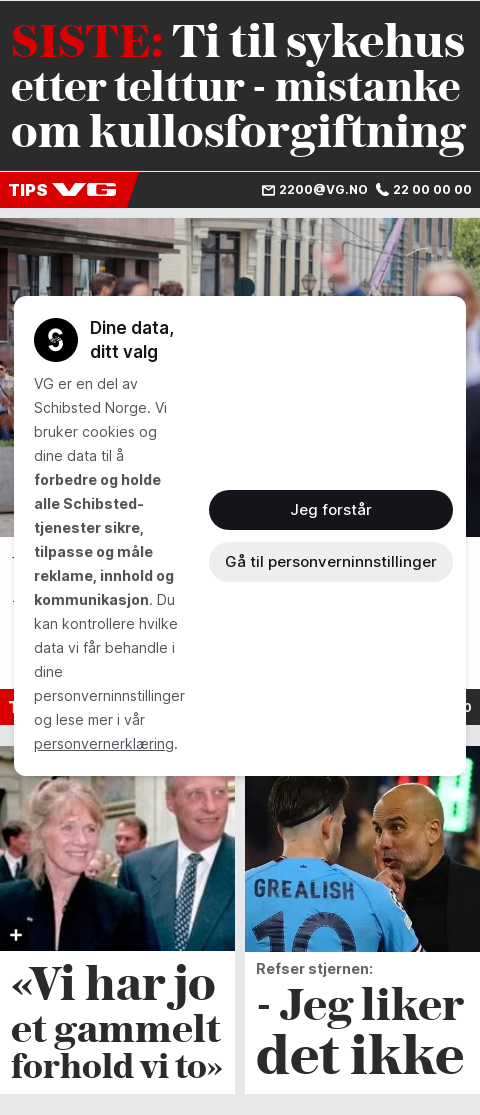 SISTE: Ti til sykehus
etter telttur - mistanke
om kullosforgiftning
TIPS VG
2200@VG.NO 22 00 00 00
Dine data,
ditt valg
VG er en del av
Schibsted Norge. Vi
bruker cookies og
dine data til å
forbedre og holde
alle Schibsted-
tjenester sikre,
tilpasse og måle
reklame, innhold og
kommunikasjon. Du
kan kontrollere hvilke
data vi får behandle i
dine
personverninnstillinger
og lese mer i vår
personvernerklæring.
Jeg forstår
Gå til personverninnstillinger
GREALISH
10
«Vi har jo
et gammelt
forhold vi to»
Refser stjernen:
- Jeg liker
det ikke